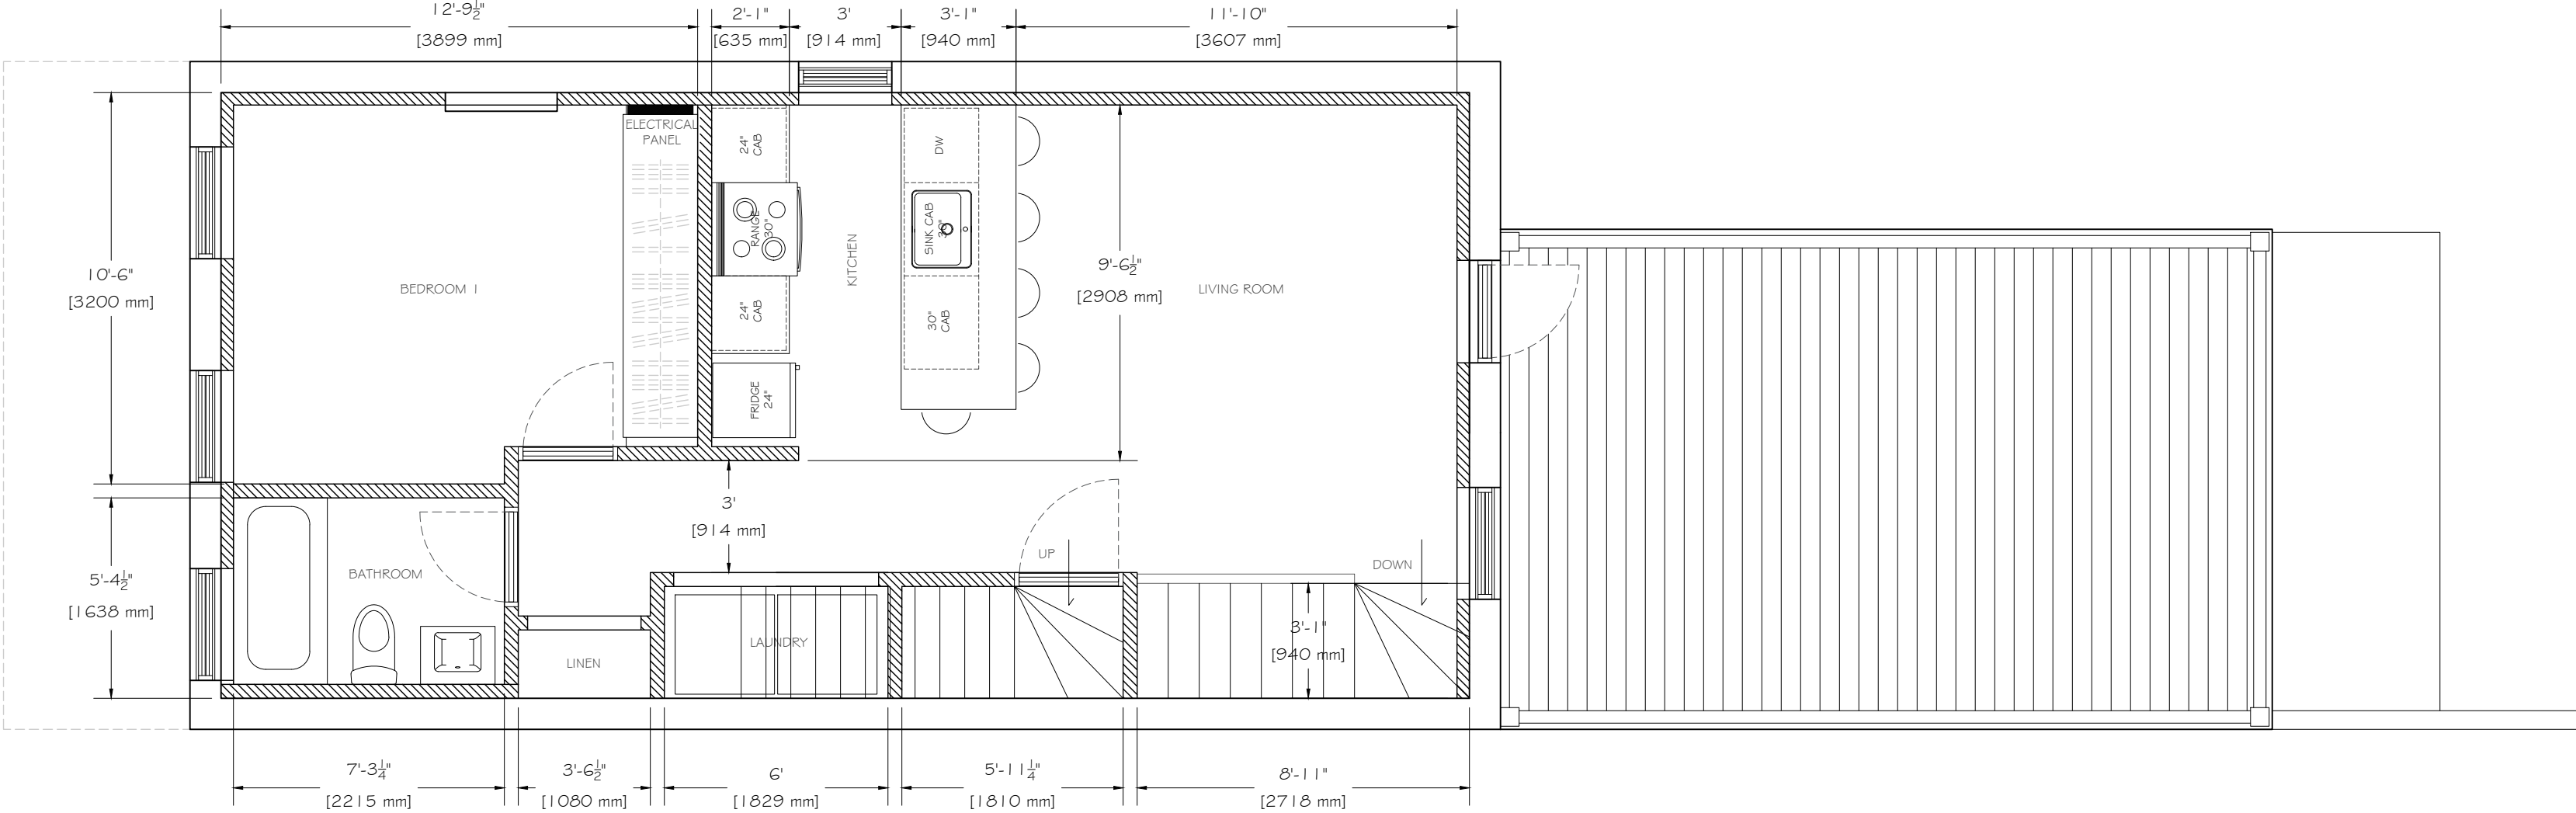 12'-9½"
[3899 mm]
2'-1"
[635 mm]
3'
[914 mm]
3'-1"
[940 mm]
11'-10"
[3607 mm]
ELECTRICAL
PANEL
24"
CAB
DW
RANGE
30"
SINK CAB
30"
KITCHEN
10'-6"
[3200 mm]
BEDROOM 1
9'-6½"
[2908 mm]
LIVING ROOM
24"
CAB
30"
CAB
FRIDGE
24"
3'
[914 mm]
UP
DOWN
5'-4½"
[1638 mm]
BATHROOM
LINEN
LAUNDRY
3'-1"
[940 mm]
7'-3¼"
[2215 mm]
3'-6½"
[1080 mm]
6'
[1829 mm]
5'-11¼"
[1810 mm]
8'-11"
[2718 mm]